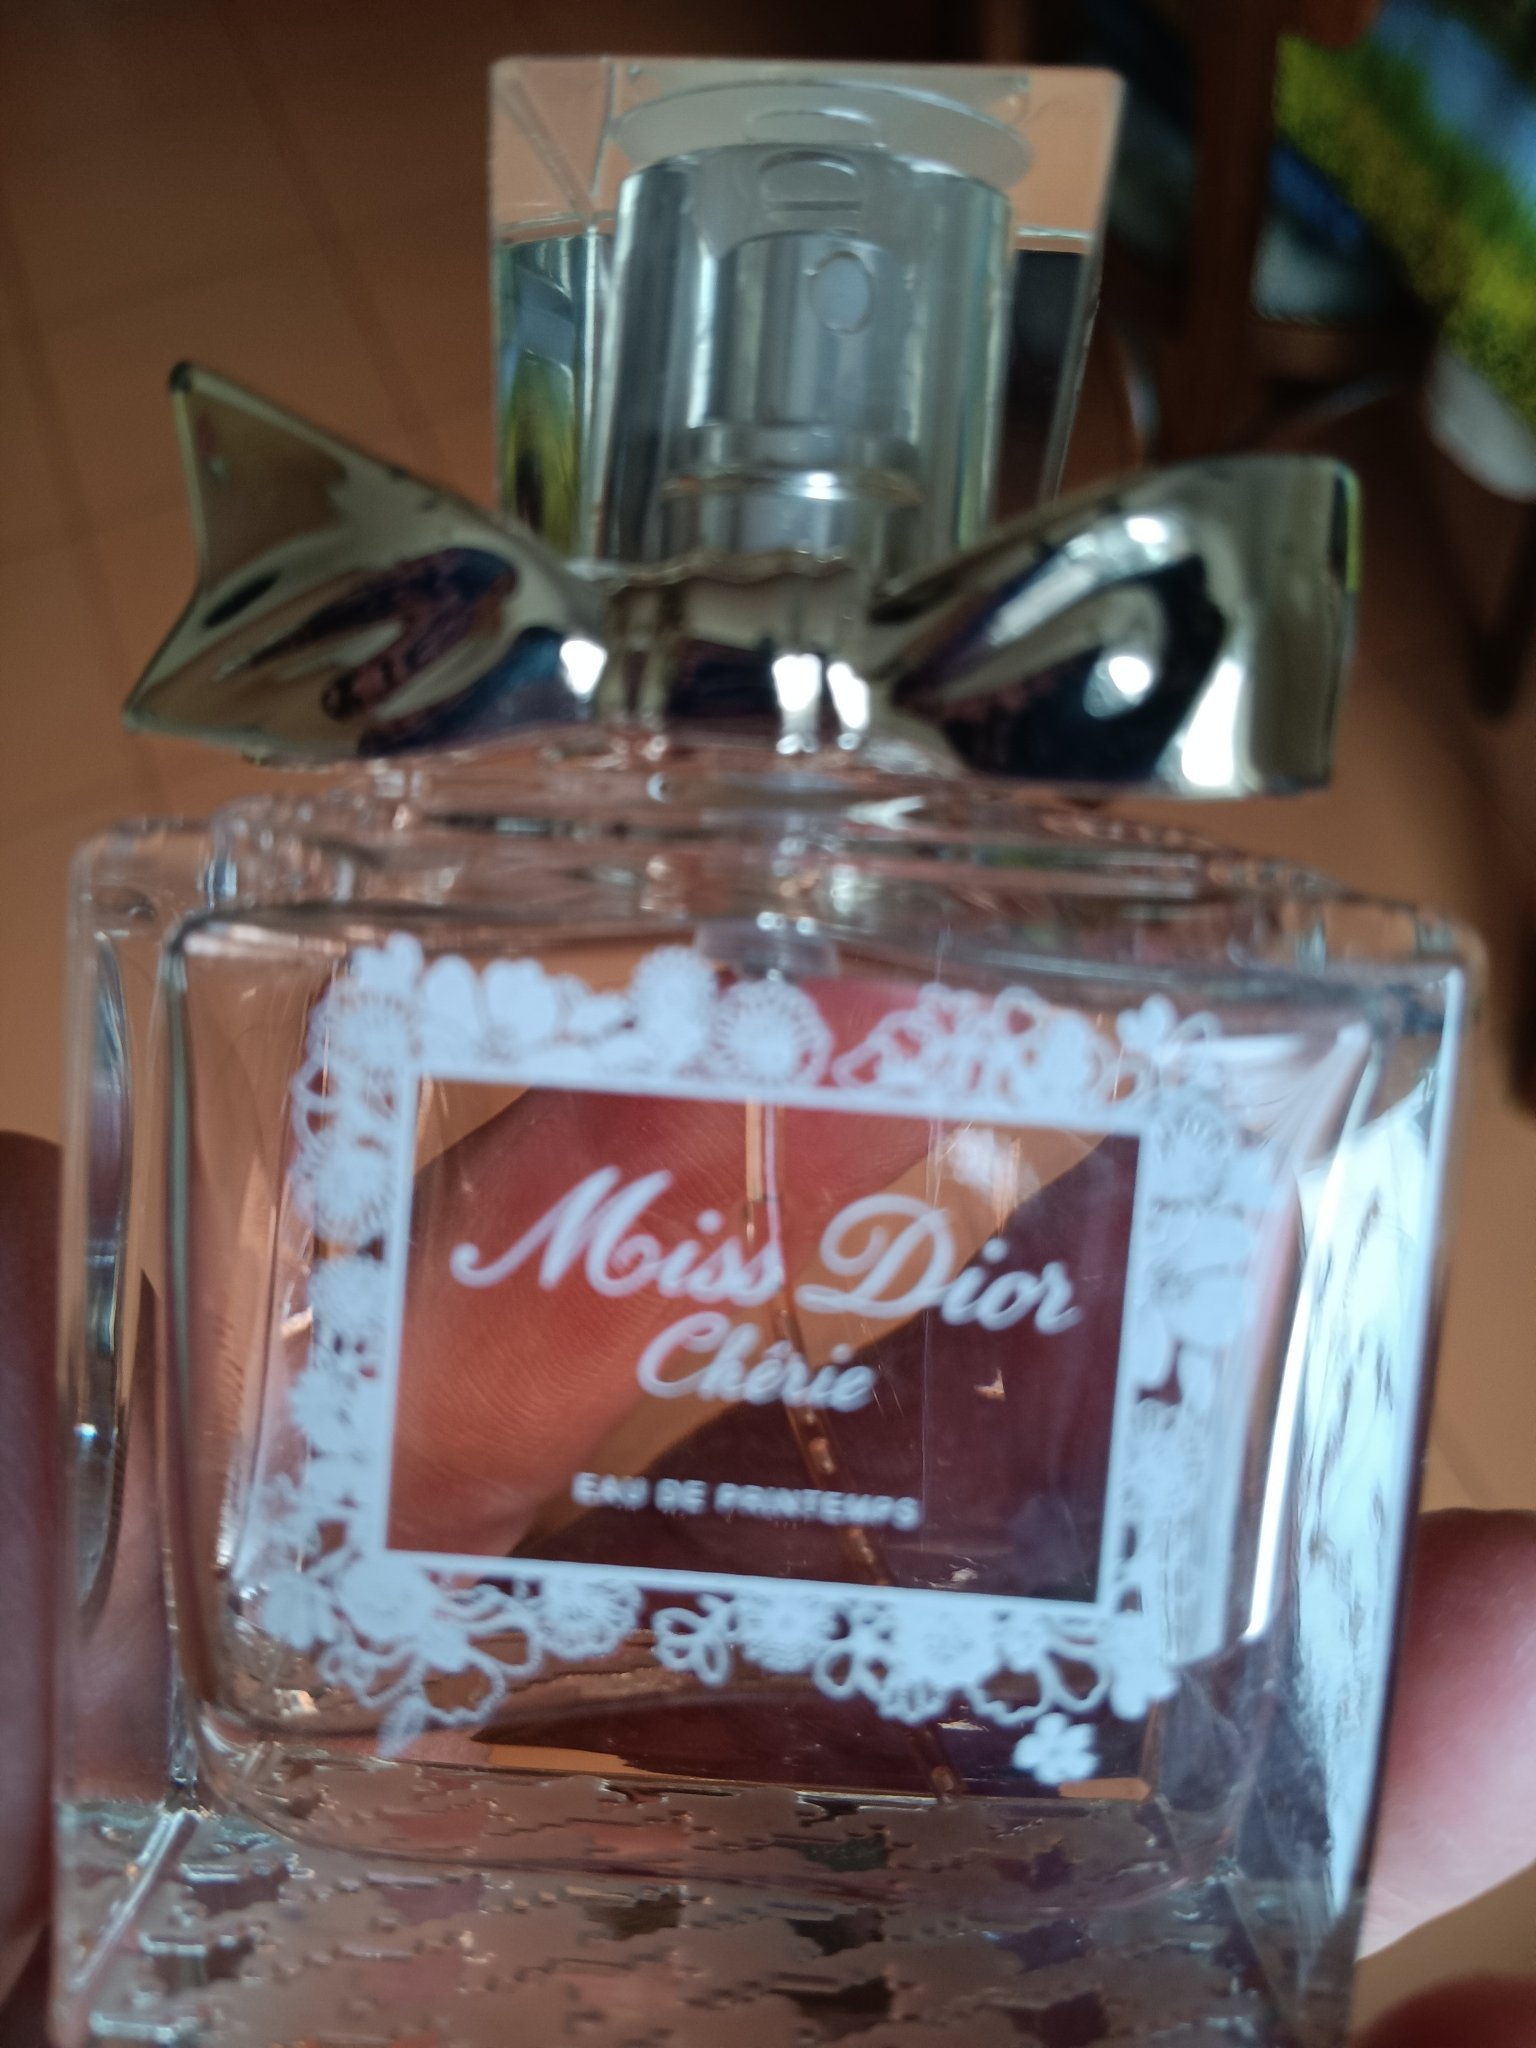 Miss Dior
Chérie
EAU DE PRINTEMPS